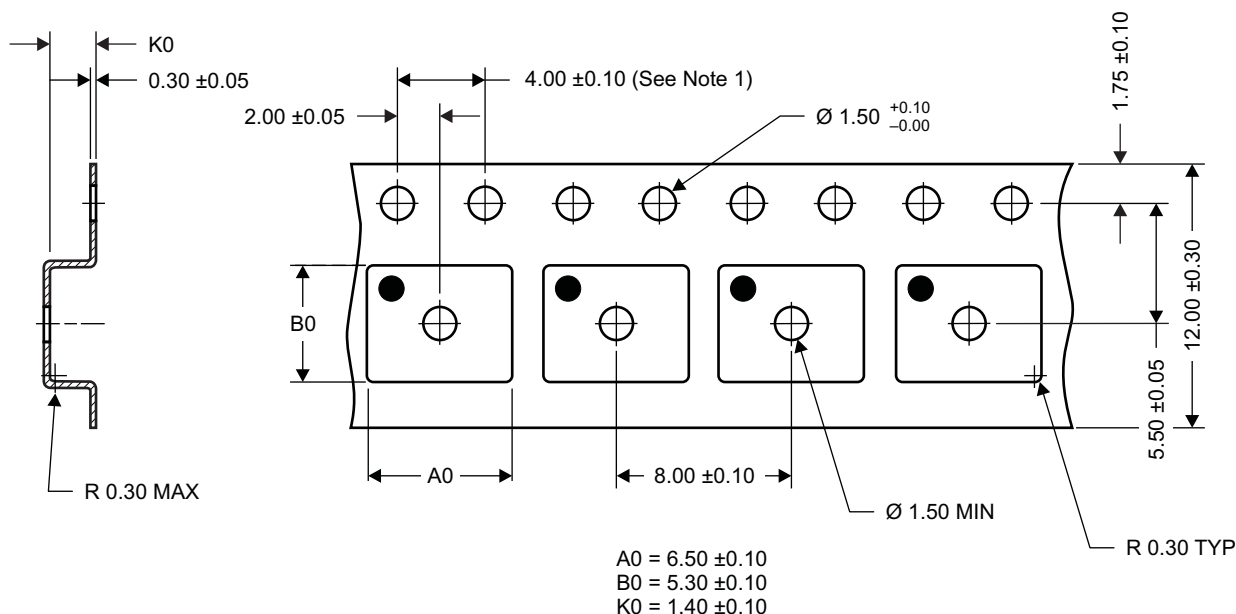 K0
0.30 ±0.05
2.00 ±0.05
4.00 ±0.10 (See Note 1)
Ø 1.50 +0.10
–0.00
1.75 ±0.10
B0
5.50 ±0.05
12.00 ±0.30
R 0.30 MAX
A0
8.00 ±0.10
Ø 1.50 MIN
R 0.30 TYP
A0 = 6.50 ±0.10
B0 = 5.30 ±0.10
K0 = 1.40 ±0.10